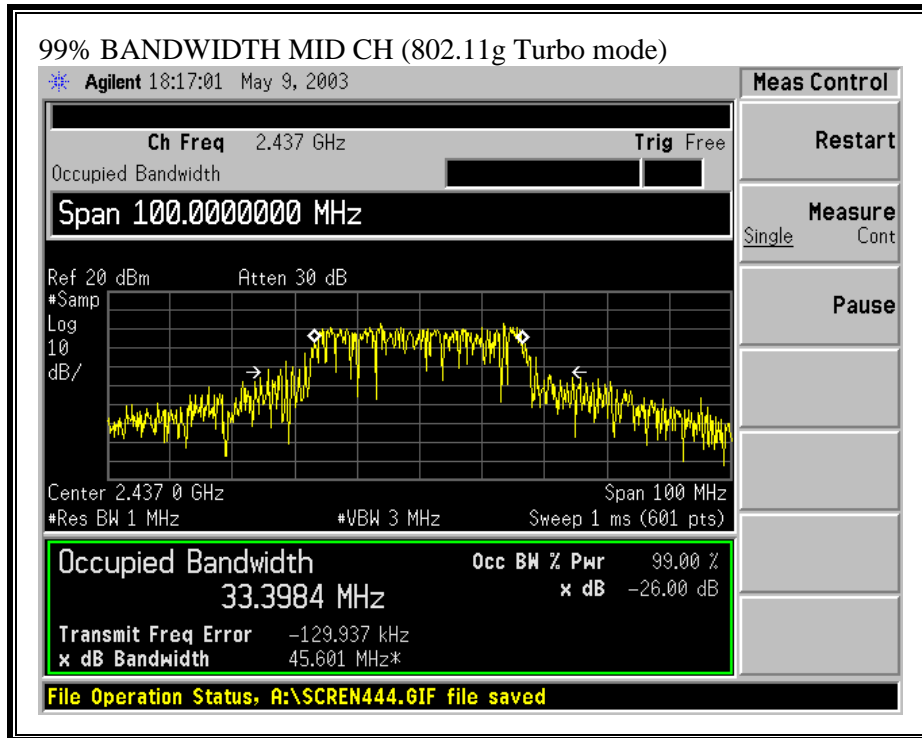 99% BANDWIDTH MID CH (802.11g Turbo mode)
Agilent 18:17:01 May 9, 2003
Meas Control
Ch Freq 2.437 GHz Trig Free
Occupied Bandwidth
Restart
Span 100.0000000 MHz
Measure
Single Cont
Ref 20 dBm Atten 30 dB
#Samp
Log
10
dB/
Pause
Center 2.437 0 GHz Span 100 MHz
#Res BW 1 MHz #VBW 3 MHz Sweep 1 ms (601 pts)
Occupied Bandwidth Occ BW % Pwr 99.00 %
33.3984 MHz x dB -26.00 dB
Transmit Freq Error -129.937 kHz
x dB Bandwidth 45.601 MHz*
File Operation Status, A:\SCREN444.GIF file saved